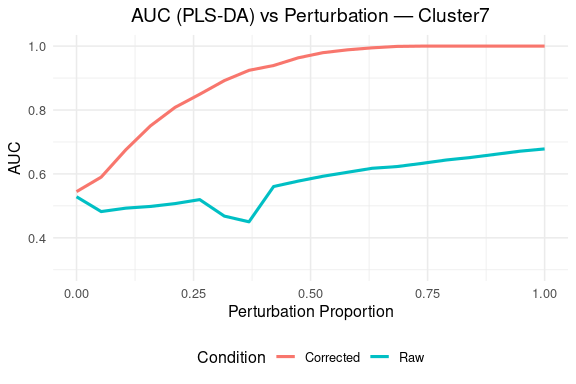 AUC (PLS-DA) vs Perturbation — Cluster7
1.0
0.8
0.6
0.4
AUC
0.00
0.25
0.50
0.75
1.00
Perturbation Proportion
Condition
Corrected
Raw